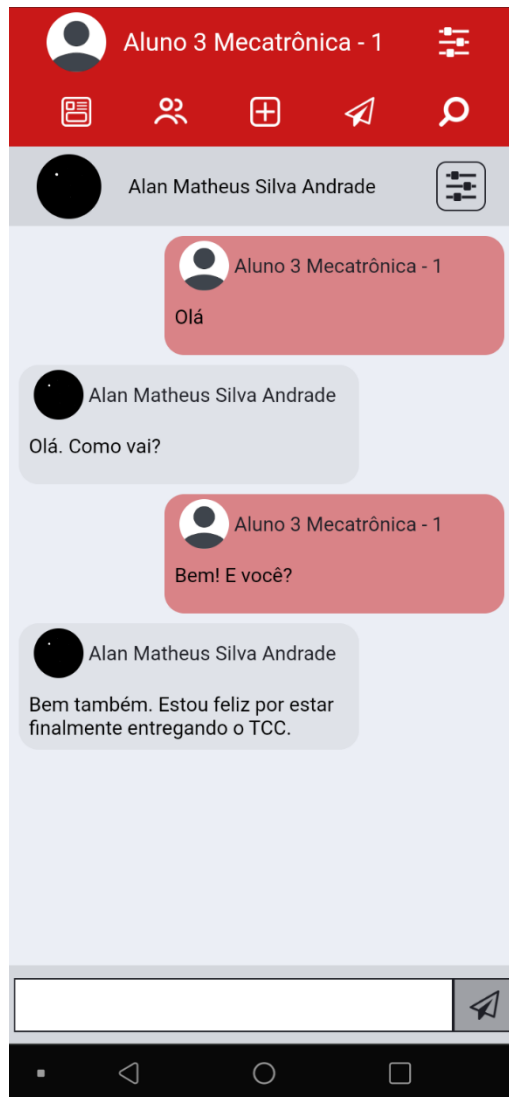 Aluno 3 Mecatrônica - 1
Alan Matheus Silva Andrade
Aluno 3 Mecatrônica - 1
Olá
Alan Matheus Silva Andrade
Olá. Como vai?
Aluno 3 Mecatrônica - 1
Bem! E você?
Alan Matheus Silva Andrade
Bem também. Estou feliz por estar
finalmente entregando o TCC.